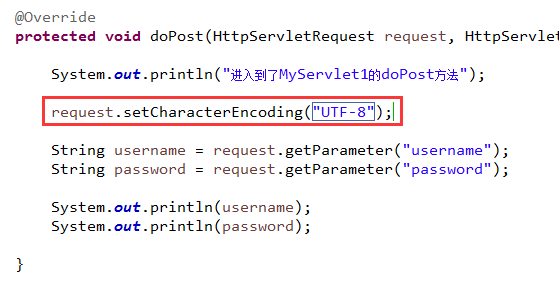 @Override
protected void doPost(HttpServletRequest request, HttpServlet
System.out.println("进入到了MyServlet1的doPost方法");
request.setCharacterEncoding("UTF-8");
String username = request.getParameter("username");
String password = request.getParameter("password");
System.out.println(username);
System.out.println(password);
}